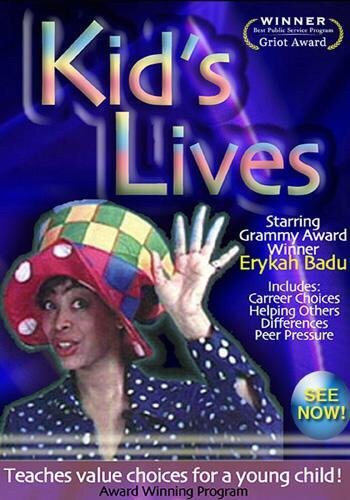 WINNER
Best Public Service Program
Griot Award
Kid's
Lives
Starring
Grammy Award
Winner
Erykah Badu
Includes:
Carreer Choices
Helping Others
Differences
Peer Pressure
SEE
NOW!
Teaches value choices for a young child!
Award Winning Program